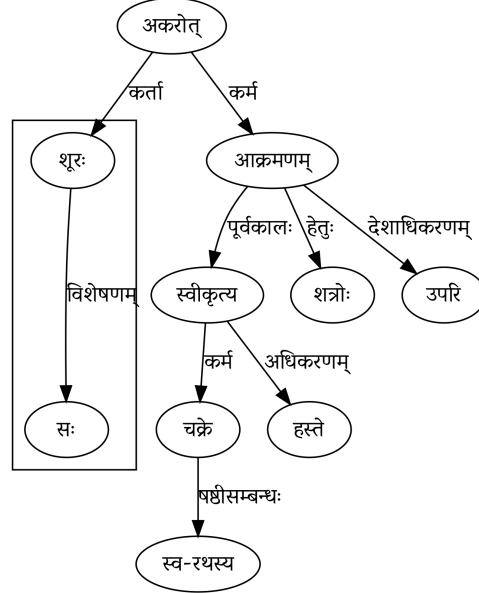 अकरोत्
कर्ता
कर्म
शूरः
आक्रमणम्
पूर्वकालः
हेतुः
देशाधिकरणम्
विशेषणम्
स्वीकृत्य
शत्रोः
उपरि
कर्म
अधिकरणम्
सः
चक्रे
हस्ते
षष्ठीसम्बन्धः
स्व-रथस्य